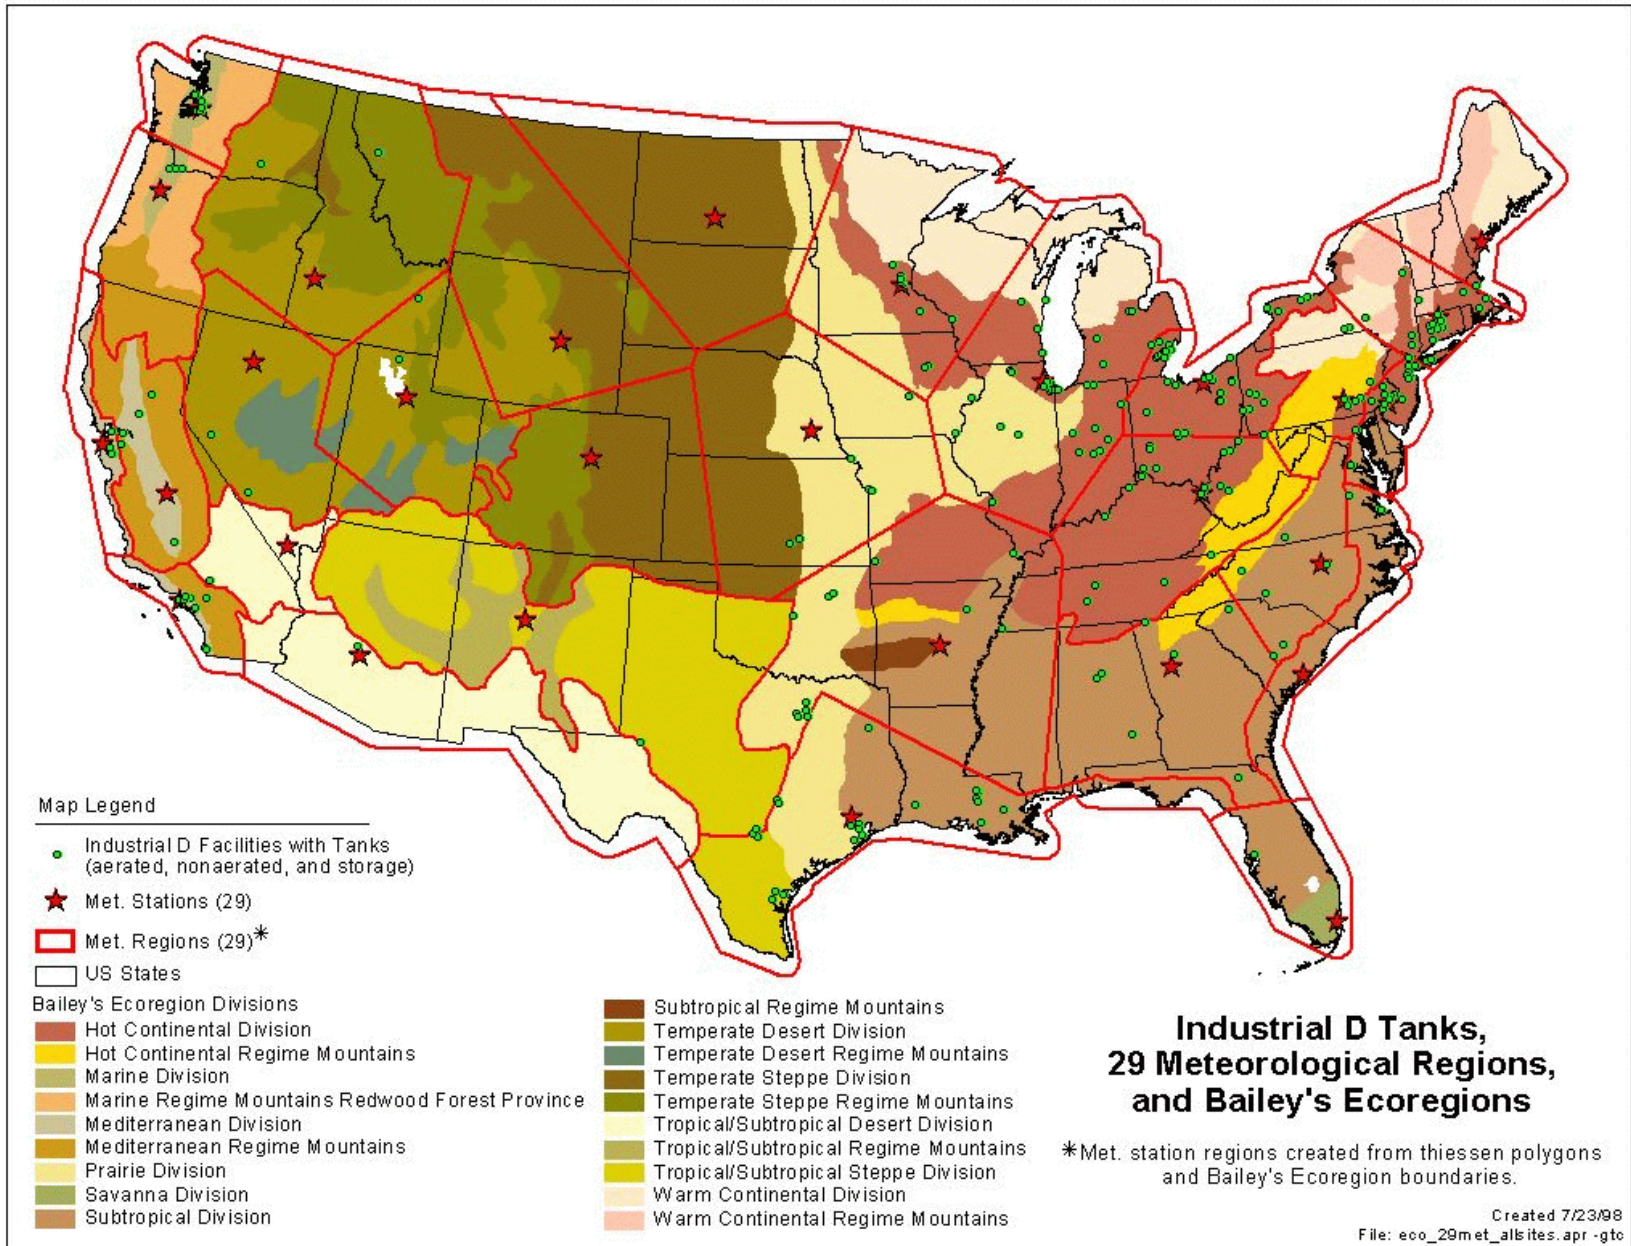 Map Legend
Industrial D Facilities with Tanks
(aerated, nonaerated, and storage)
Met. Stations (29)
Met. Regions (29)*
US States
Bailey's Ecoregion Divisions
Hot Continental Division
Hot Continental Regime Mountains
Marine Division
Marine Regime Mountains Redwood Forest Province
Mediterranean Division
Mediterranean Regime Mountains
Prairie Division
Savanna Division
Subtropical Division
Subtropical Regime Mountains
Temperate Desert Division
Temperate Desert Regime Mountains
Temperate Steppe Division
Temperate Steppe Regime Mountains
Tropical/Subtropical Desert Division
Tropical/Subtropical Regime Mountains
Tropical/Subtropical Steppe Division
Warm Continental Division
Warm Continental Regime Mountains
Industrial D Tanks,
29 Meteorological Regions,
and Bailey's Ecoregions
*Met. station regions created from thiessen polygons
and Bailey's Ecoregion boundaries.
Created 7/23/98
File: eco_29met_allsites.apr -gtc